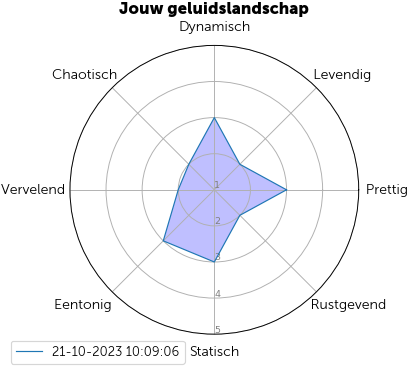 Jouw geluidslandschap
Dynamisch
Chaotisch
Levendig
Vervelend
1
Prettig
2
3
Eentonig
4
Rustgevend
5
21-10-2023 10:09:06
Statisch